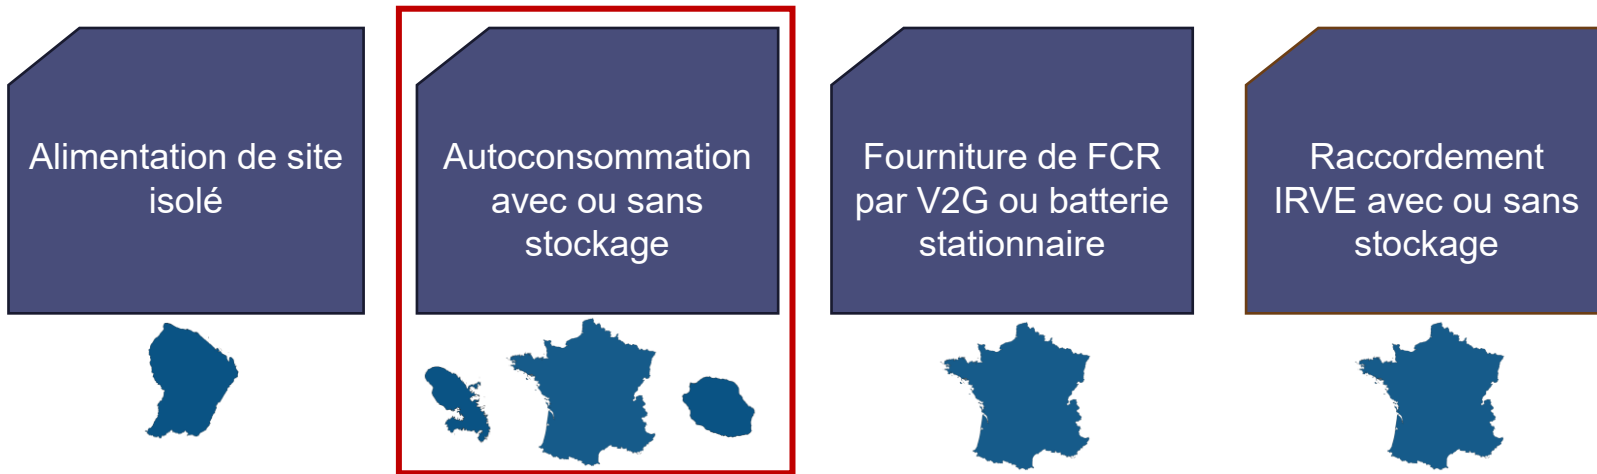 Alimentation de site
isolé
Autoconsommation
avec ou sans
stockage
Fourniture de FCR
par V2G ou batterie
stationnaire
Raccordement
IRVE avec ou sans
stockage